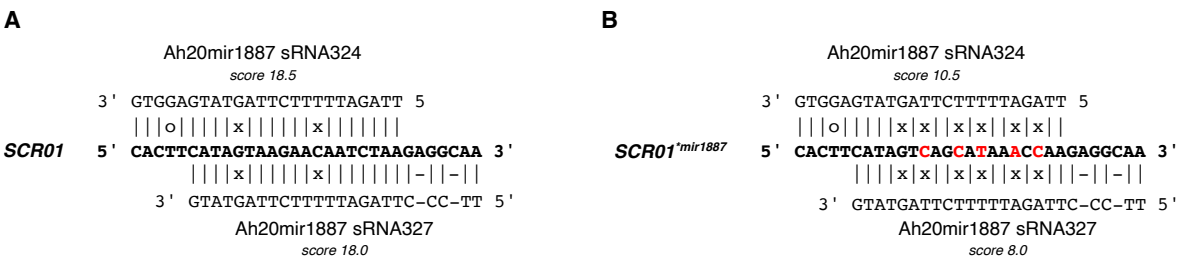 A
B
Ah20mir1887 sRNA324
score 18.5
3' GTGGAGTATGATTCTTTTTAGATT 5
|||o|||||x||||||x|||||||
SCR01 5' CACTTCATAGTAAGAACAATCTAAGAGGCAA 3'
||||x||||||x||||||||-||-||
3' GTATGATTCTTTTTAGATTC-CC-TT 5'
Ah20mir1887 sRNA327
score 18.0
Ah20mir1887 sRNA324
score 10.5
3' GTGGAGTATGATTCTTTTTAGATT 5
|||o|||||x|x||x|x||x|x||
SCR01*mir1887 5' CACTTCATAGTCAGCATAAACCAAGAGGCAA 3'
||||x|x||x|x||x|x|||-||-||
3' GTATGATTCTTTTTAGATTC-CC-TT 5'
Ah20mir1887 sRNA327
score 8.0